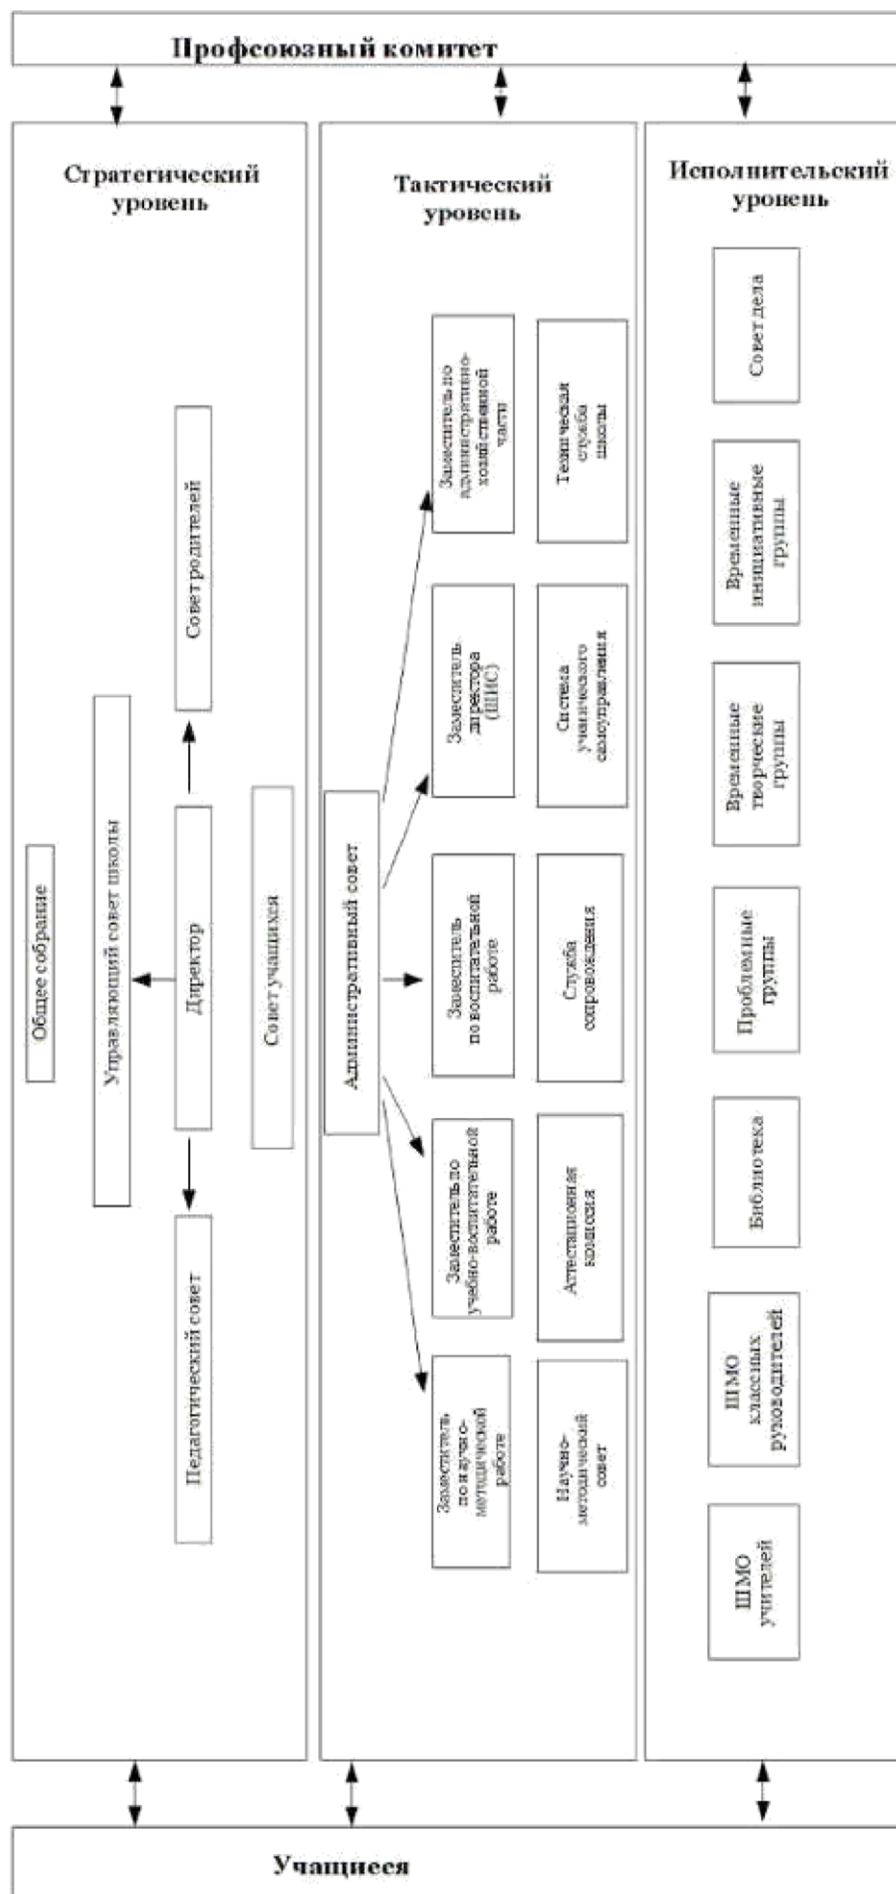 Профсоюзный комитет
Стратегический
уровень
Общее собрание
Управляющий совет школы
Педагогический совет
Директор
Совет родителей
Совет учащихся
Тактический
уровень
Административный совет
Заместитель
по научно-
методической
работе
Заместитель по
учебно-воспитательной
работе
Заместитель
по воспитательной
работе
Заместитель
директора
(ШИС)
Заместитель по
административно-
хозяйственной
части
Научно-
методический
совет
Аттестационная
комиссия
Служба
сопровождения
Система
ученического
самоуправления
Техническая
служба
школы
Исполнительский
уровень
ШМО
учителей
ШМО
классных
руководителей
Библиотека
Проблемные
группы
Временные
творческие
группы
Временные
инициативные
группы
Совет дела
Учащиеся